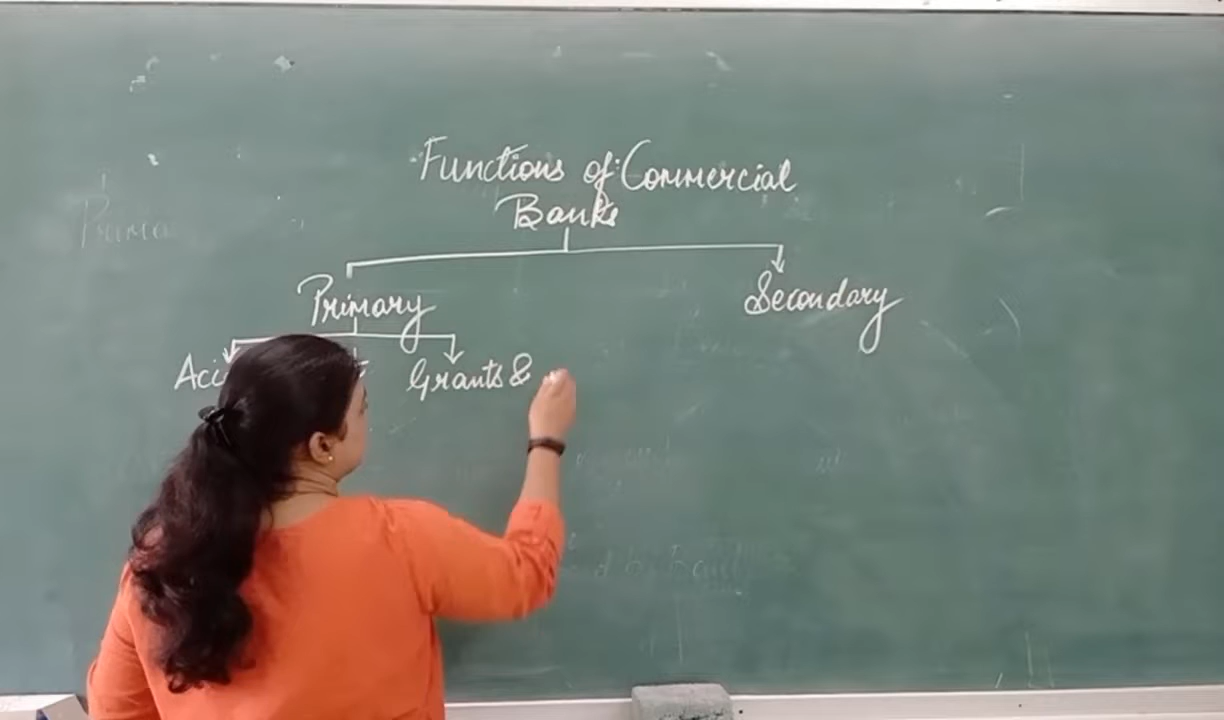 Functions of Commercial
Banks
Primary
Secondary
Grants &